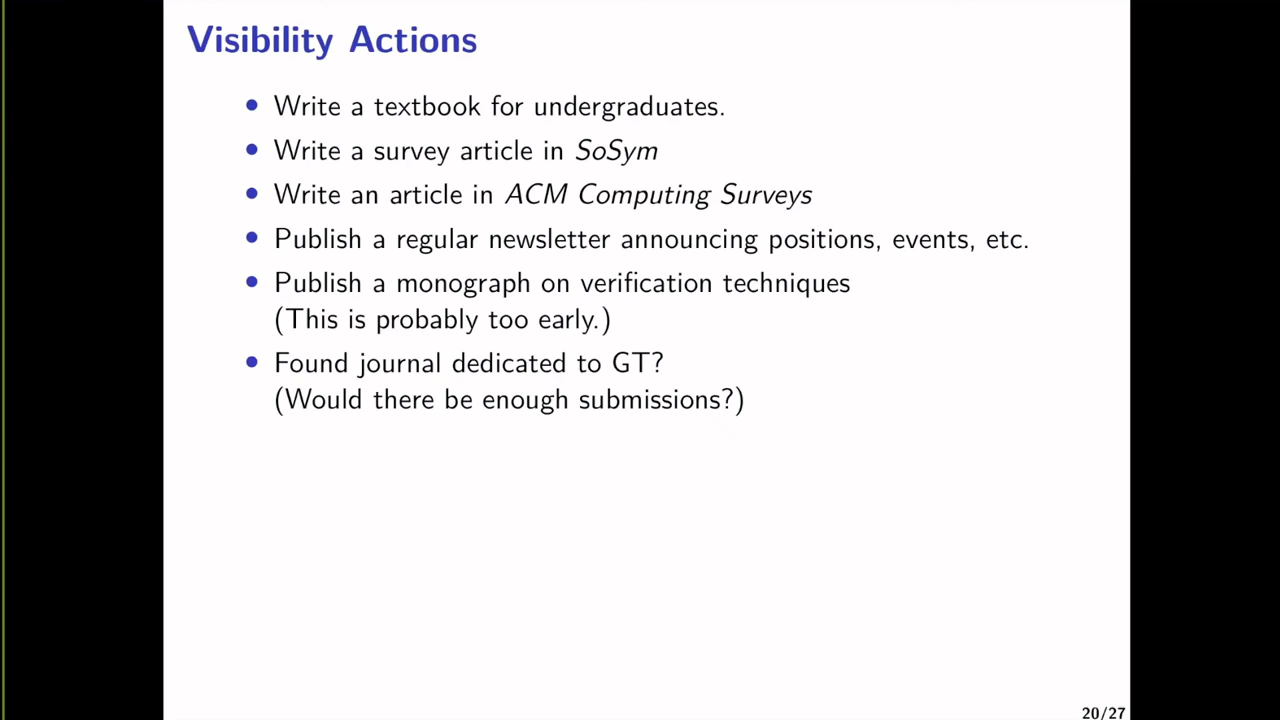 Visibility Actions
• Write a textbook for undergraduates.
• Write a survey article in SoSym
• Write an article in ACM Computing Surveys
• Publish a regular newsletter announcing positions, events, etc.
• Publish a monograph on verification techniques
(This is probably too early.)
• Found journal dedicated to GT?
(Would there be enough submissions?)
20/27